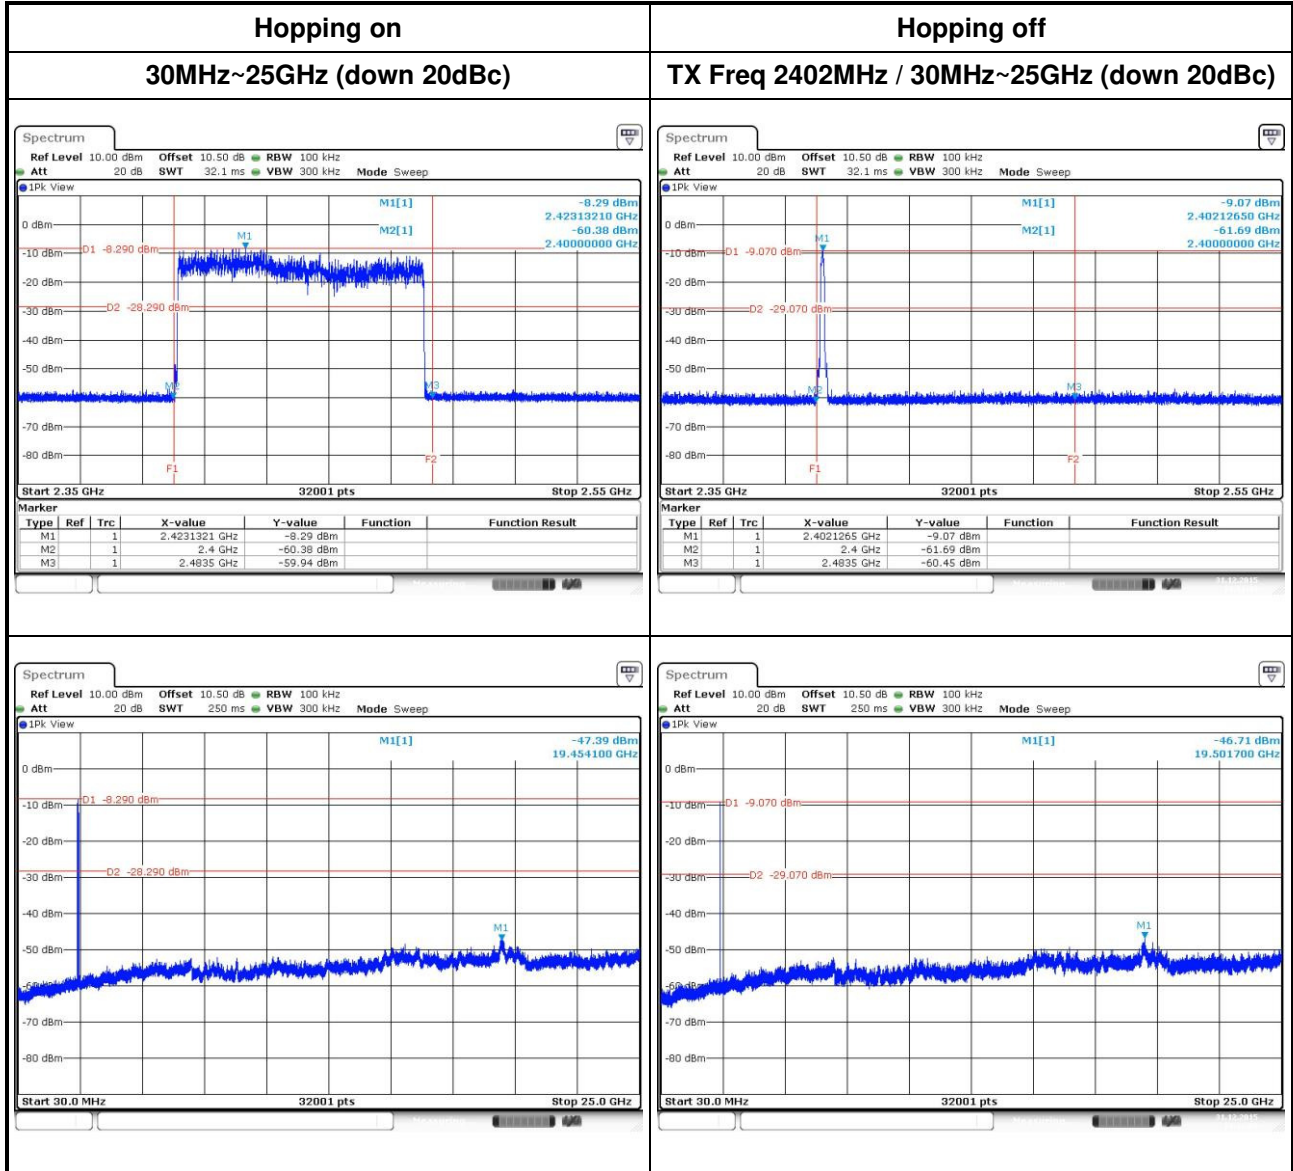 Hopping on
Hopping off
30MHz~25GHz (down 20dBc)
TX Freq 2402MHz / 30MHz~25GHz (down 20dBc)
Spectrum
Ref Level 10.00 dBm Offset 10.50 dB RBW 100 kHz
Att 20 dB SWT 32.1 ms VBW 300 kHz Mode Sweep
1Pk View
M1[1] -8.29 dBm
2.42313210 GHz
0 dBm
M2[1] -60.38 dBm
2.40000000 GHz
M1
D1 -8.290 dBm
-10 dBm
-20 dBm
D2 -28.290 dBm
-30 dBm
-40 dBm
-50 dBm
M2
M3
-70 dBm
-80 dBm
F1
F2
Start 2.35 GHz 32001 pts Stop 2.55 GHz
Marker
Type Ref Trc X-value Y-value Function Function Result
M1 1 2.4231321 GHz -8.29 dBm
M2 1 2.4 GHz -60.38 dBm
M3 1 2.4835 GHz -59.94 dBm
Spectrum
Ref Level 10.00 dBm Offset 10.50 dB RBW 100 kHz
Att 20 dB SWT 32.1 ms VBW 300 kHz Mode Sweep
1Pk View
M1[1] -9.07 dBm
2.40212650 GHz
0 dBm
M2[1] -61.69 dBm
2.40000000 GHz
M1
D1 -9.070 dBm
-10 dBm
-20 dBm
D2 -29.070 dBm
-30 dBm
-40 dBm
-50 dBm
M2
M3
-70 dBm
-80 dBm
F1
F2
Start 2.35 GHz 32001 pts Stop 2.55 GHz
Marker
Type Ref Trc X-value Y-value Function Function Result
M1 1 2.4021265 GHz -9.07 dBm
M2 1 2.4 GHz -61.69 dBm
M3 1 2.4835 GHz -60.45 dBm
Spectrum
Ref Level 10.00 dBm Offset 10.50 dB RBW 100 kHz
Att 20 dB SWT 250 ms VBW 300 kHz Mode Sweep
1Pk View
M1[1] -47.39 dBm
19.454100 GHz
0 dBm
D1 -8.290 dBm
-10 dBm
-20 dBm
D2 -28.290 dBm
-30 dBm
-40 dBm
M1
-50 dBm
-70 dBm
-80 dBm
Start 30.0 MHz 32001 pts Stop 25.0 GHz
Spectrum
Ref Level 10.00 dBm Offset 10.50 dB RBW 100 kHz
Att 20 dB SWT 250 ms VBW 300 kHz Mode Sweep
1Pk View
M1[1] -46.71 dBm
19.501700 GHz
0 dBm
D1 -9.070 dBm
-10 dBm
-20 dBm
D2 -29.070 dBm
-30 dBm
-40 dBm
M1
-50 dBm
-70 dBm
-80 dBm
Start 30.0 MHz 32001 pts Stop 25.0 GHz